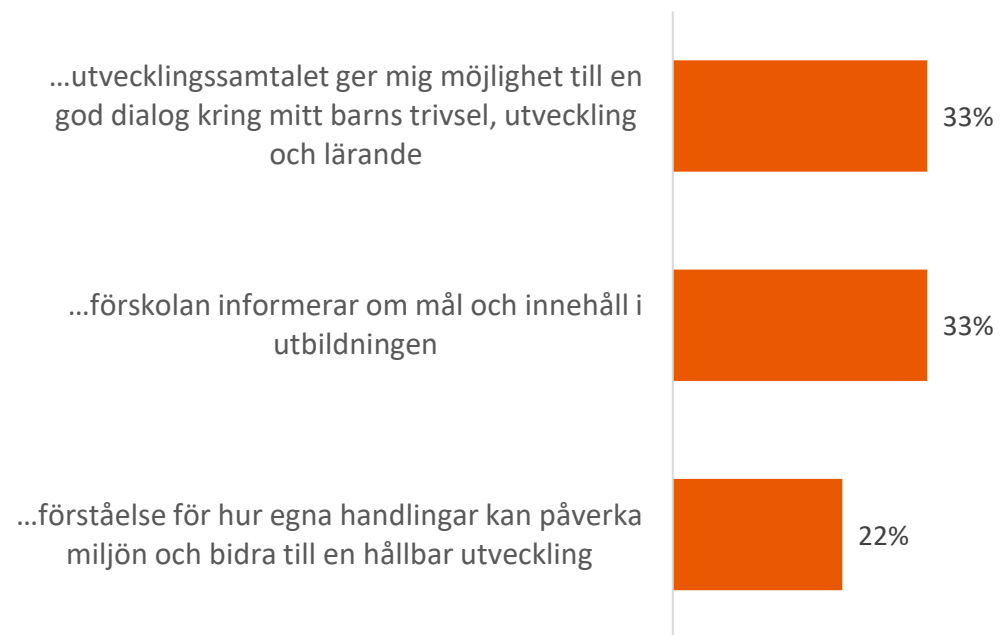 ...utvecklingssamtalet ger mig möjlighet till en
god dialog kring mitt barns trivsel, utveckling
och lärande
33%
...förskolan informerar om mål och innehåll i
utbildningen
33%
...förståelse för hur egna handlingar kan påverka
miljön och bidra till en hållbar utveckling
22%